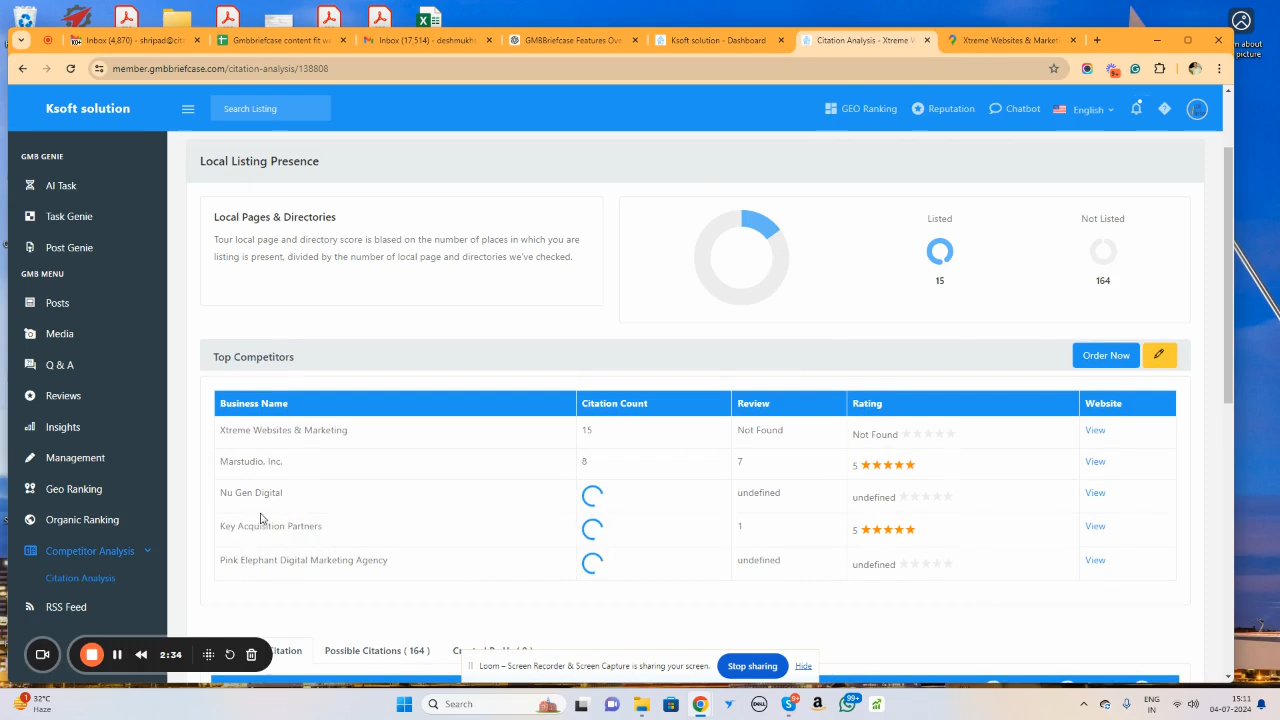 Inbox (4,870) - shripad@cit
Gmbbriefcase content fit w
Inbox (17,514) - deshmukh
GMBBriefcase Features Ove
Ksoft solution - Dashboard
Citation Analysis - Xtreme W
Xtreme Websites & Market
member.gmbbriefcase.com/citation-analysis/138808
Ksoft solution
Search Listing
GEO Ranking
Reputation
Chatbot
English
GMB GENIE
AI Task
Task Genie
Post Genie
GMB MENU
Posts
Media
Q & A
Reviews
Insights
Management
Geo Ranking
Organic Ranking
Competitor Analysis
Citation Analysis
RSS Feed
Local Listing Presence
Local Pages & Directories
Tour local page and directory score is blased on the number of places in which you are
listing is present, divided by the number of local page and directories we've checked.
Listed
15
Not Listed
164
Top Competitors
Order Now
Business Name Citation Count Review Rating Website
Xtreme Websites & Marketing 15 Not Found Not Found View
Marstudio, Inc. 8 7 5 View
Nu Gen Digital undefined undefined View
Key Acquisition Partners 1 5 View
Pink Elephant Digital Marketing Agency undefined undefined View
itation
Possible Citations ( 164 )
2:34
Loom – Screen Recorder & Screen Capture is sharing your screen.
Stop sharing
Hide
32°C
Haze
Search
99+
ENG
IN
15:11
04-07-2024
n about
picture